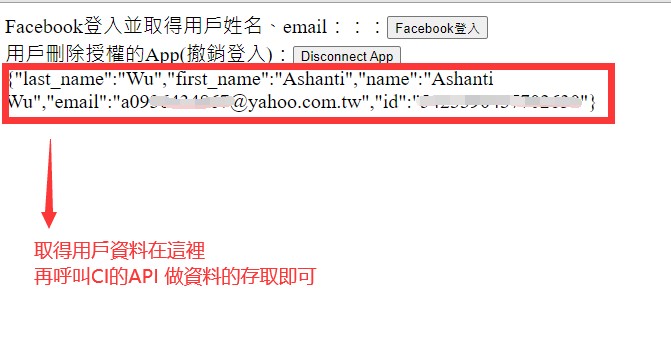 Facebook登入並取得用戶姓名、email：：：Facebook登入
用戶刪除授權的App(撤銷登入)：Disconnect App
{"last_name":"Wu","first_name":"Ashanti","name":"Ashanti
Wu","email":" @yahoo.com.tw","id":" "}
取得用戶資料在這裡
再呼叫CI的API 做資料的存取即可